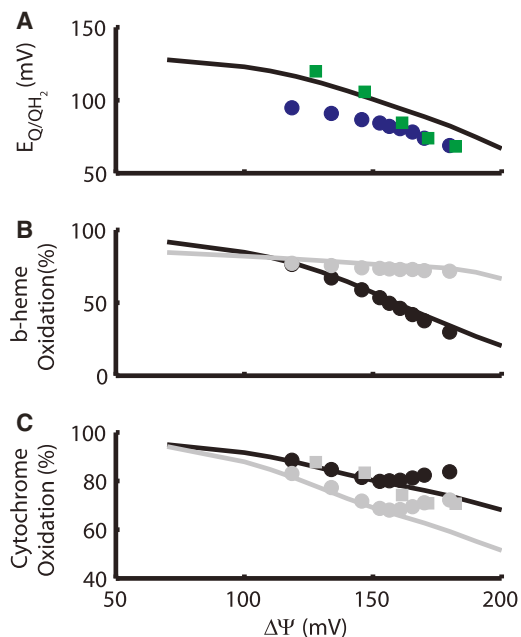 A
150
100
50
E_Q/QH₂ (mV)
B
100
50
0
b-heme
Oxidation(%)
C
100
80
60
40
Cytochrome
Oxidation (%)
50
100
150
200
ΔΨ (mV)